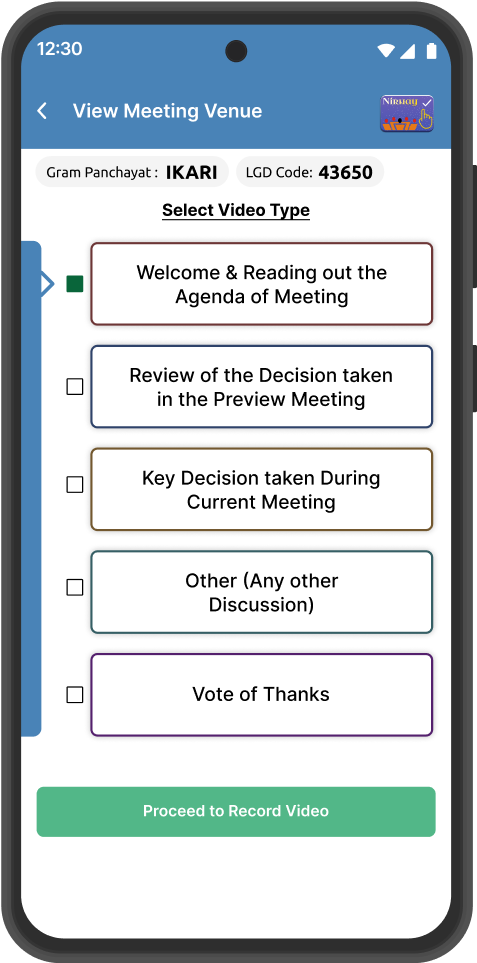 12:30
View Meeting Venue
NIRNAY
Gram Panchayat : IKARI LGD Code: 43650
Select Video Type
Welcome & Reading out the
Agenda of Meeting
Review of the Decision taken
in the Preview Meeting
Key Decision taken During
Current Meeting
Other (Any other
Discussion)
Vote of Thanks
Proceed to Record Video